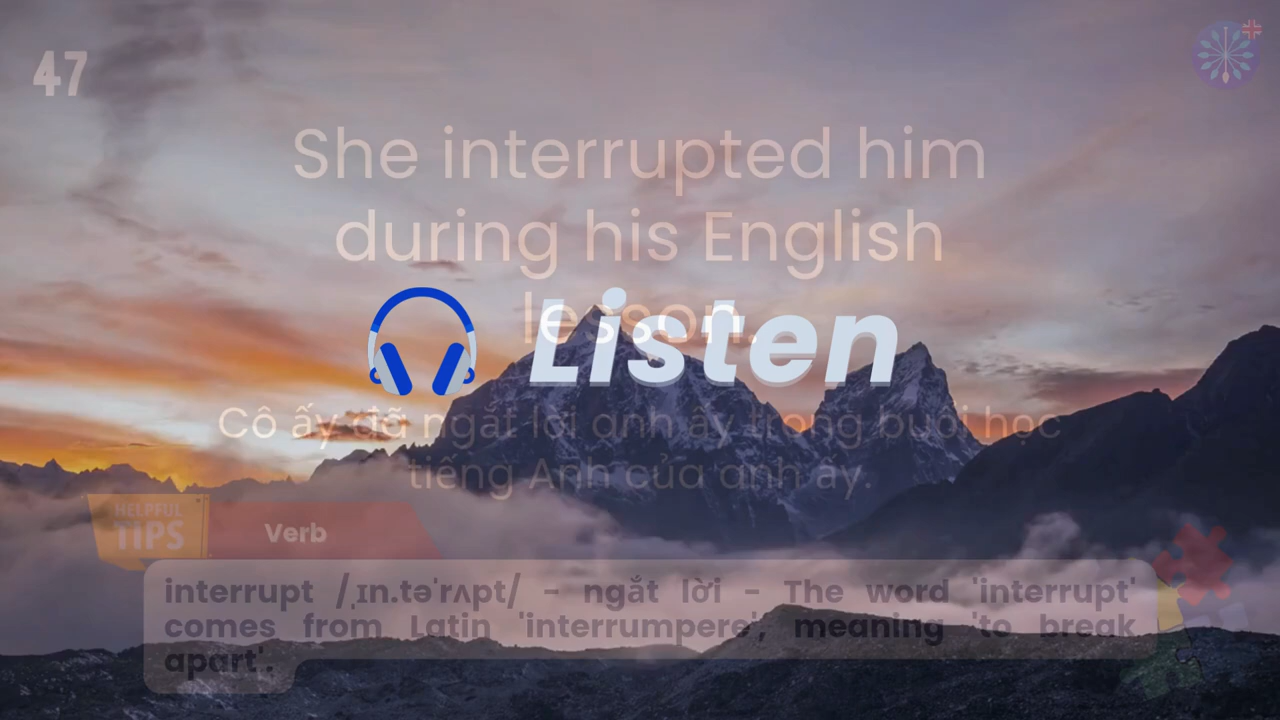 47
She interrupted him
during his English
lesson.
Listen
Cô ấy đã ngắt lời anh ấy trong buổi học
tiếng Anh của anh ấy.
HELPFUL
TIPS
Verb
interrupt /ˌɪn.təˈrʌpt/ - ngắt lời - The word 'interrupt'
comes from Latin 'interrumpere', meaning 'to break
apart'.